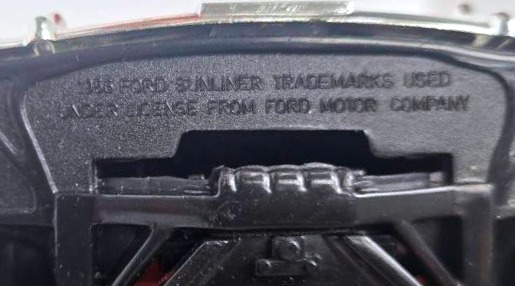 FORD SUNLINER TRADEMARKS USED
UNDER LICENSE FROM FORD MOTOR COMPANY